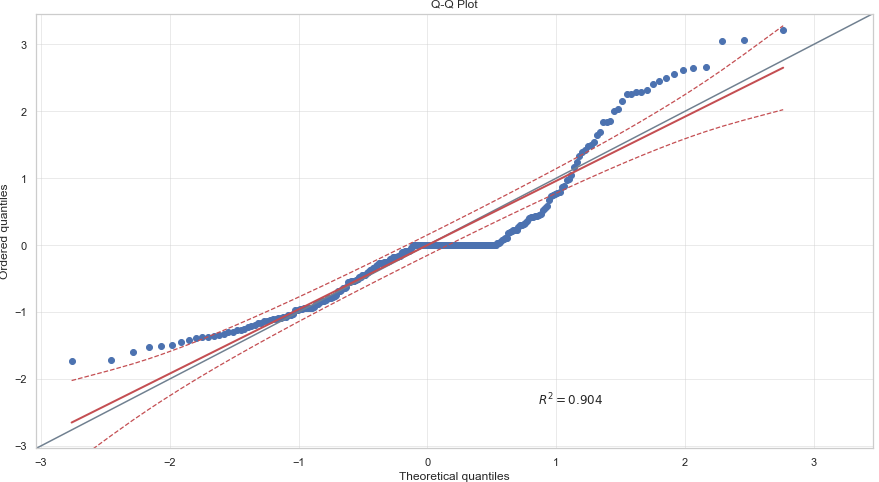 Q-Q Plot
Ordered quantiles
3
2
1
0
−1
−2
−3
R² = 0.904
−3 −2 −1 0 1 2 3
Theoretical quantiles